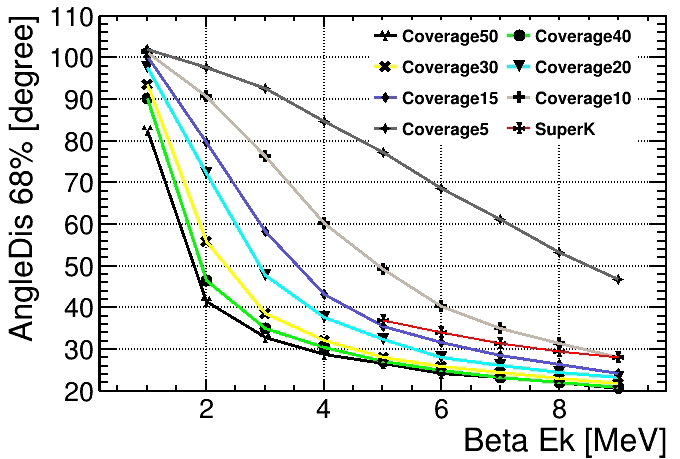 110
100
90
80
70
60
50
40
30
20
AngleDis 68% [degree]
Coverage50 Coverage40
Coverage30 Coverage20
Coverage15 Coverage10
Coverage5 SuperK
2 4 6 8
Beta Ek [MeV]